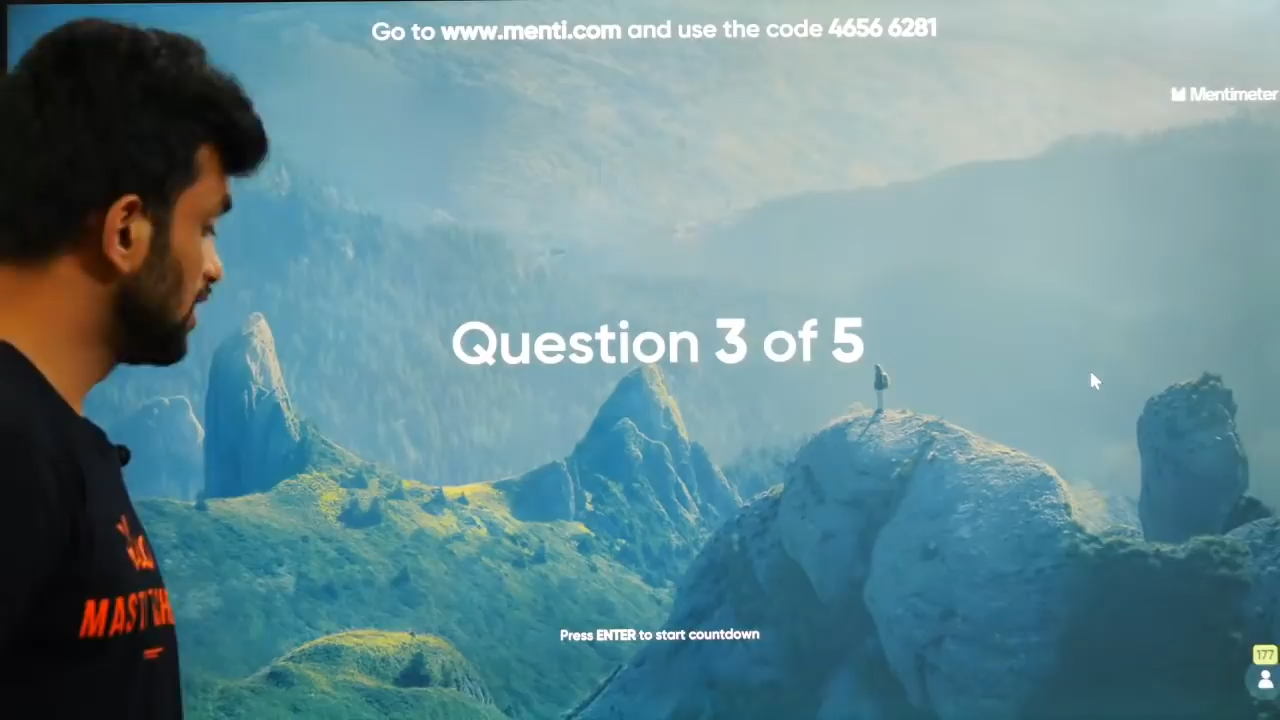 Go to www.menti.com and use the code 4656 6281
Mentimeter
Question 3 of 5
Press ENTER to start countdown
177